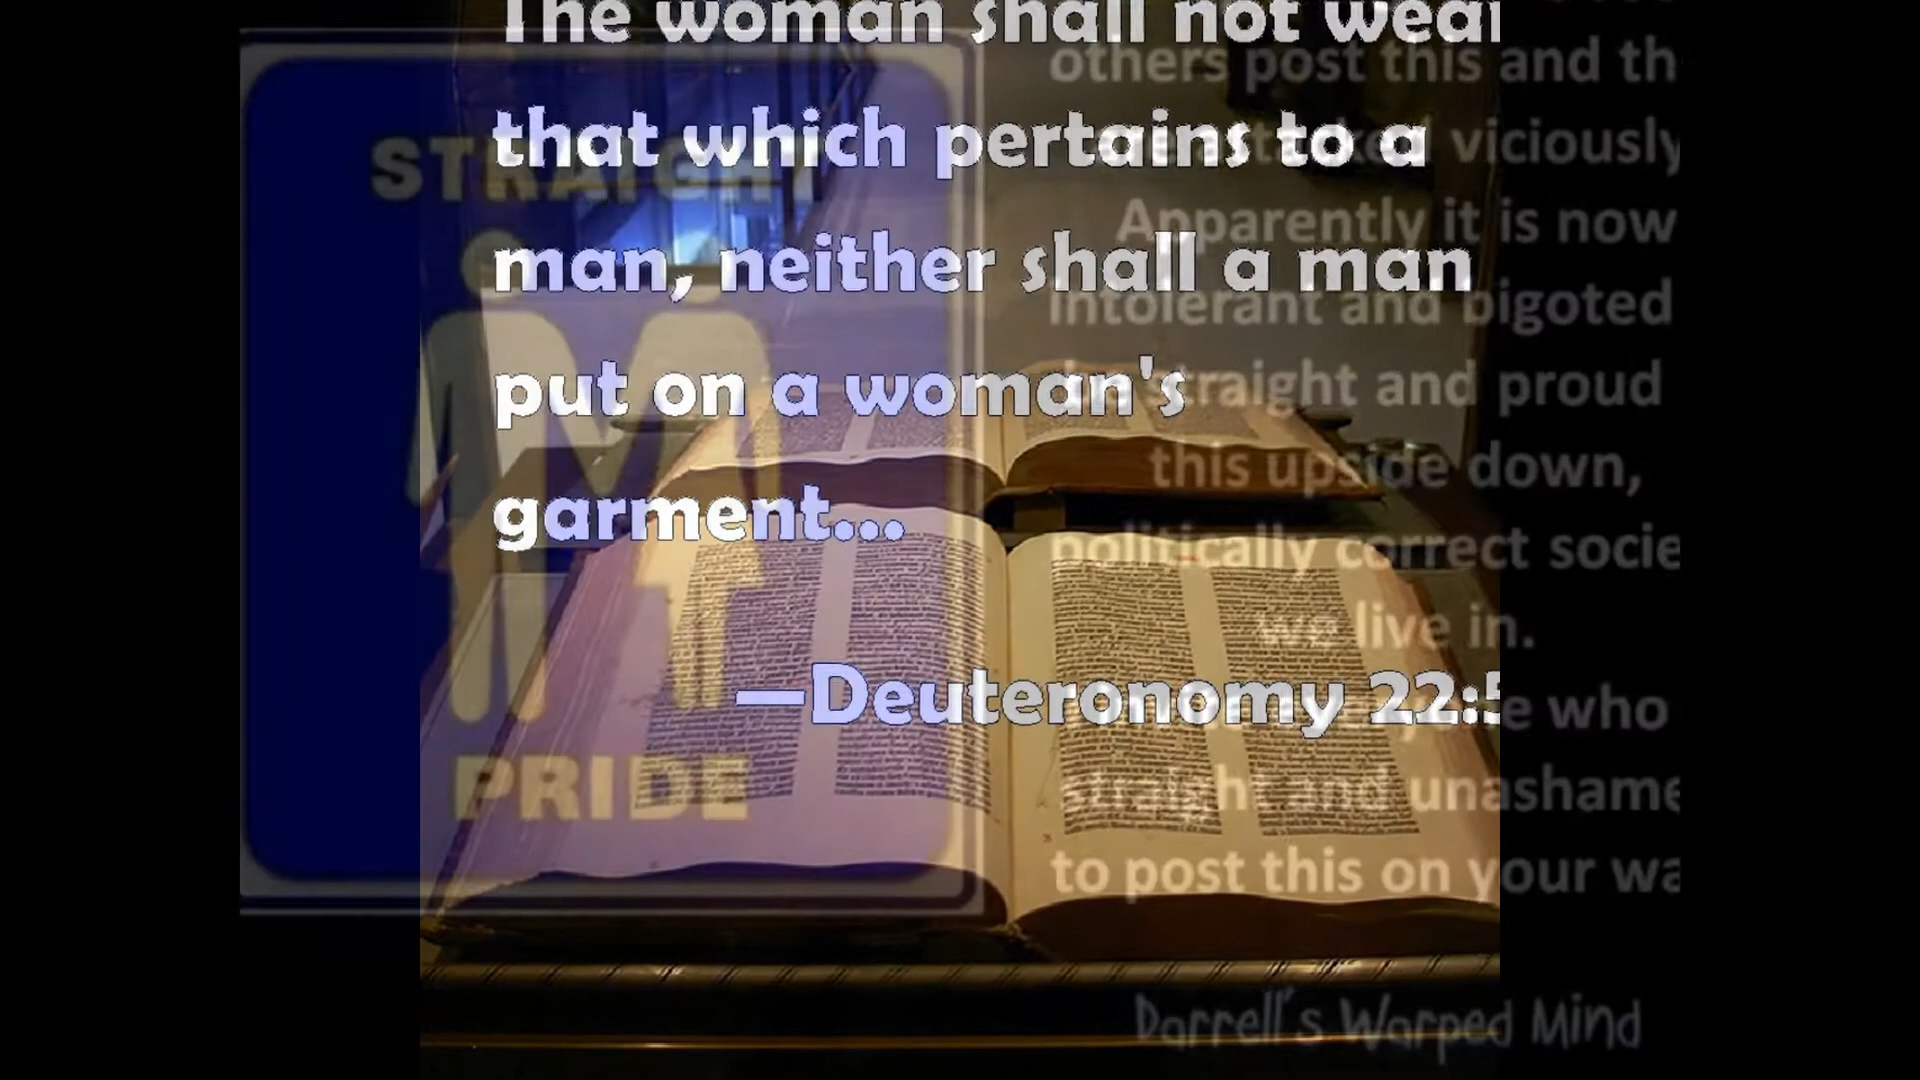 The woman shall not wear
that which pertains to a
man, neither shall a man
put on a woman's
garment...
—Deuteronomy 22:5
STRAIGHT
PRIDE
others post this and th
viciously
Apparently it is now
intolerant and bigoted
straight and proud
this upside down,
politically correct socie
we live in.
who
straight and unashame
to post this on your wa
Darrell's Warped Mind